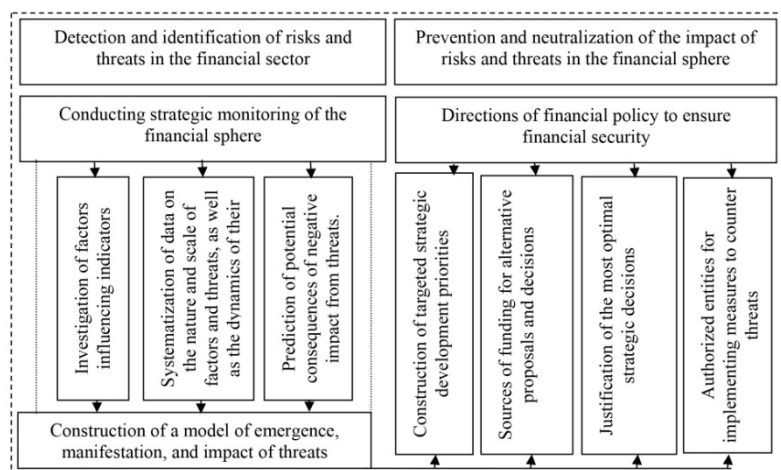 Detection and identification of risks and
threats in the financial sector
Prevention and neutralization of the impact of
risks and threats in the financial sphere
Conducting strategic monitoring of the
financial sphere
Directions of financial policy to ensure
financial security
Investigation of factors
influencing indicators
Systematization of data on
the nature and scale of
factors and threats, as well
as the dynamics of their
Prediction of potential
consequences of negative
impact from threats.
Construction of targeted strategic
development priorities
Sources of funding for alternative
proposals and decisions
Justification of the most optimal
strategic decisions
Authorized entities for
implementing measures to counter
threats
Construction of a model of emergence,
manifestation, and impact of threats